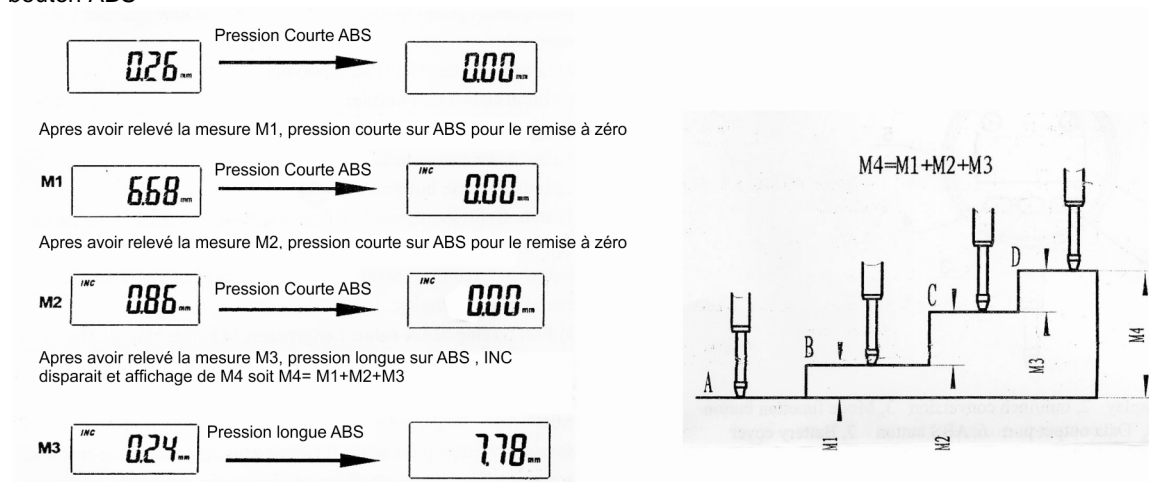 bouton ABS
Pression Courte ABS
0.26 mm
0.00 mm
Apres avoir relevé la mesure M1, pression courte sur ABS pour le remise à zéro
M1
6.68 mm
Pression Courte ABS
INC
0.00 mm
Apres avoir relevé la mesure M2, pression courte sur ABS pour le remise à zéro
M2
INC
0.86 mm
Pression Courte ABS
INC
0.00 mm
Apres avoir relevé la mesure M3, pression longue sur ABS , INC
disparait et affichage de M4 soit M4= M1+M2+M3
M3
INC
0.24 mm
Pression longue ABS
7.78 mm
M4=M1+M2+M3
D
C
B
A
M4
M3
M1
M2